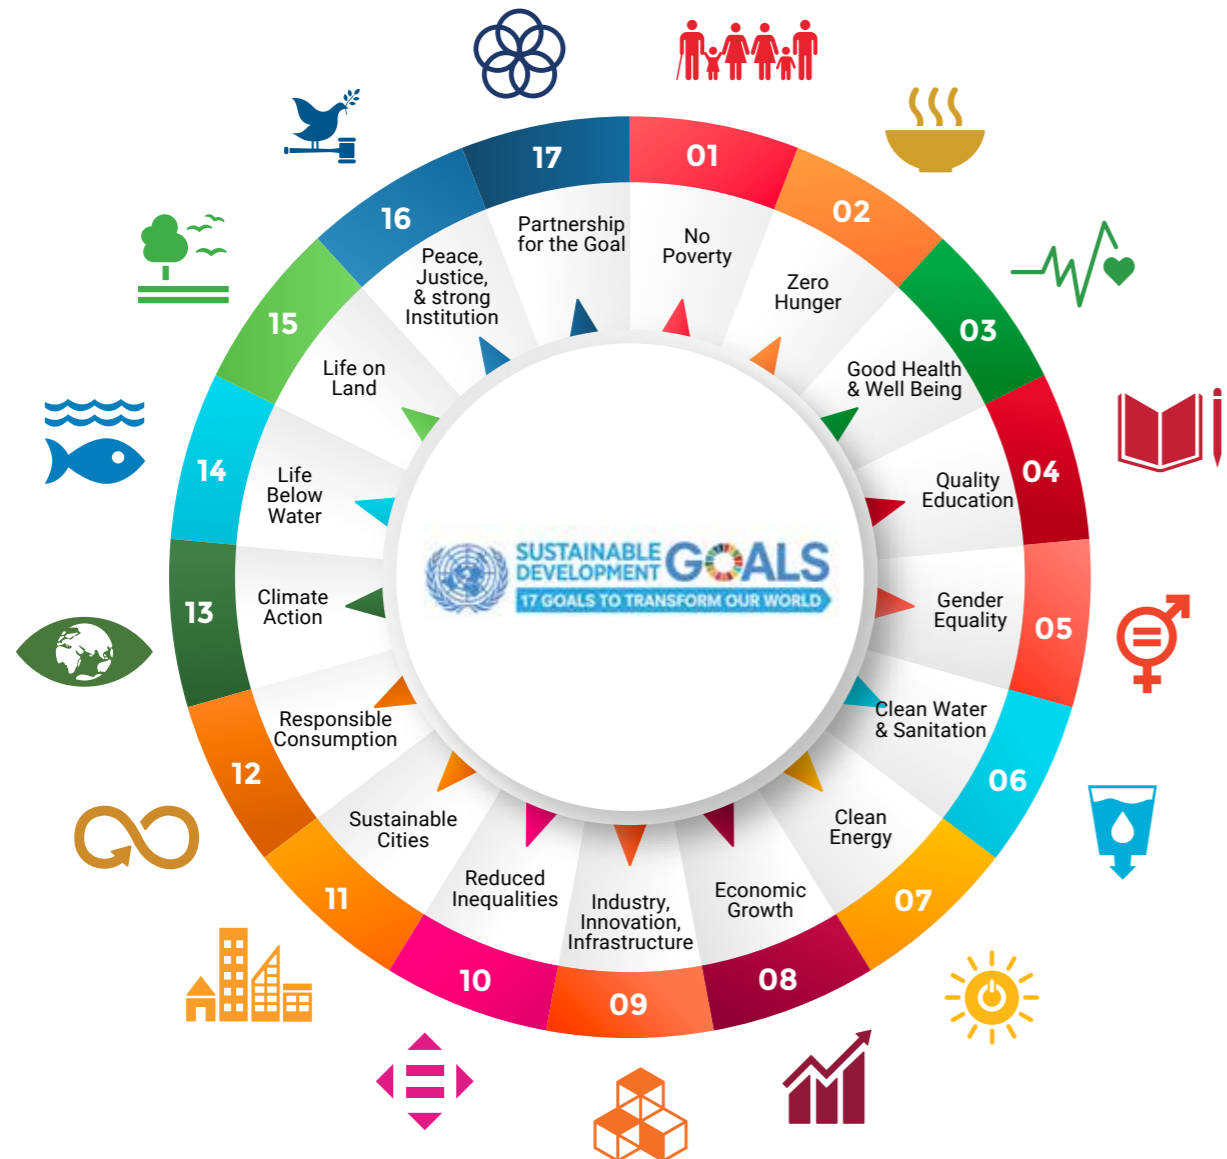 01
No
Poverty
02
Zero
Hunger
03
Good Health
& Well Being
04
Quality
Education
05
Gender
Equality
06
Clean Water
& Sanitation
07
Clean
Energy
08
Economic
Growth
09
Industry,
Innovation,
Infrastructure
10
Reduced
Inequalities
11
Sustainable
Cities
12
Responsible
Consumption
13
Climate
Action
14
Life
Below
Water
15
Life on
Land
16
Peace,
Justice,
& strong
Institution
17
Partnership
for the Goal
SUSTAINABLE
DEVELOPMENT
GOALS
17 GOALS TO TRANSFORM OUR WORLD